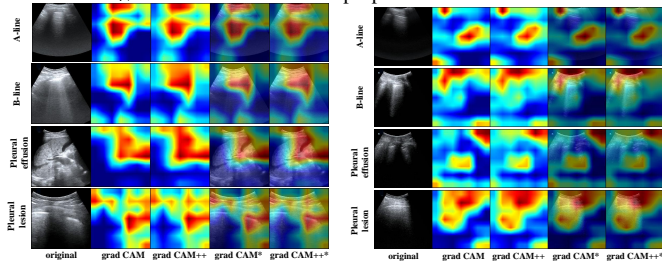 A-line
B-line
Pleural
effusion
Pleural
lesion
original grad CAM grad CAM++ grad CAM* grad CAM++*
A-line
B-line
Pleural
effusion
Pleural
lesion
original grad CAM grad CAM++ grad CAM* grad CAM++*